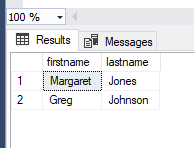 100 %
Results Messages
firstname lastname
1 Margaret Jones
2 Greg Johnson